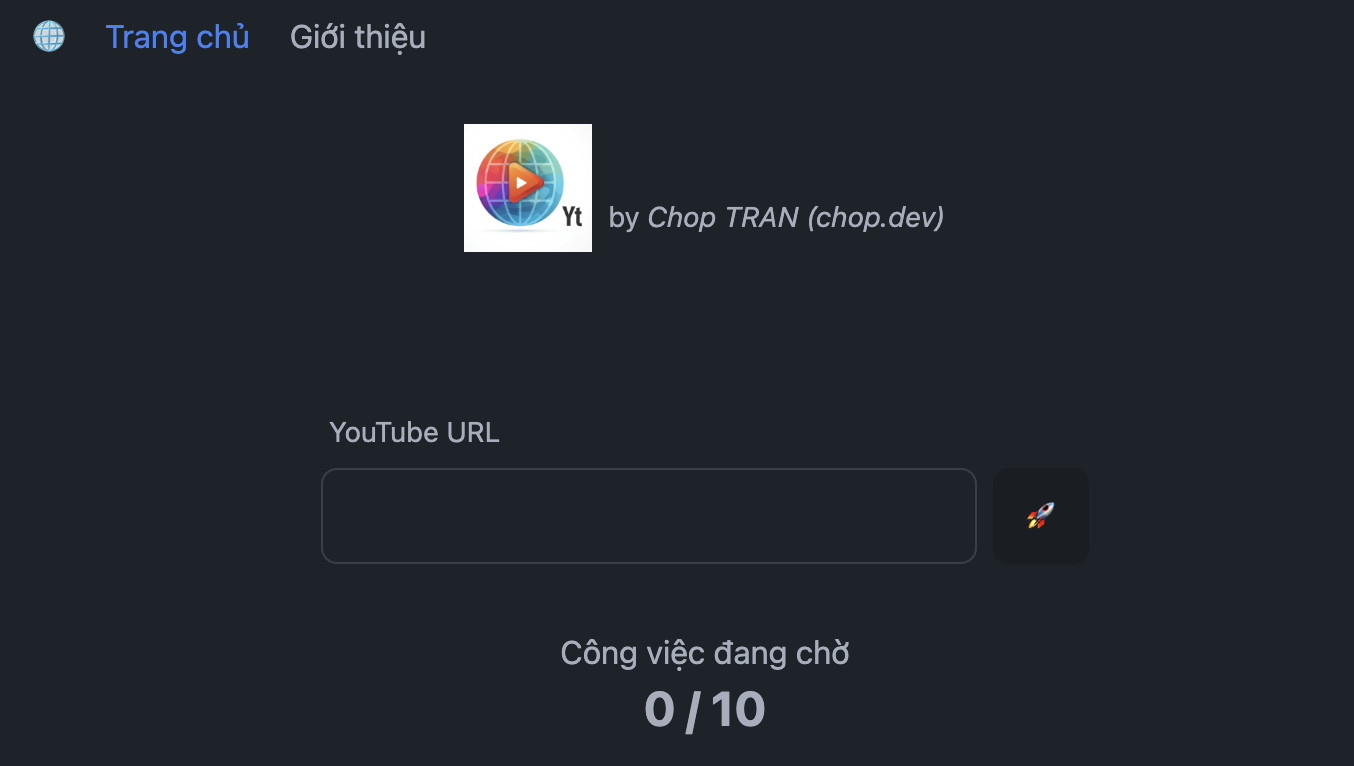 Trang chủ Giới thiệu
Yt by Chop TRAN (chop.dev)
YouTube URL
Công việc đang chờ
0 / 10